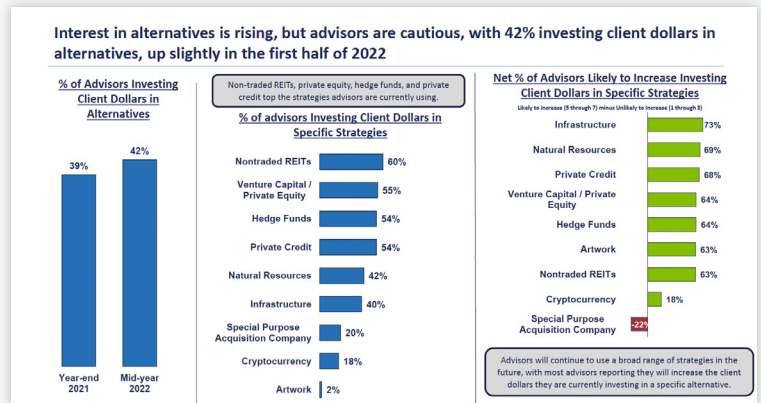 Interest in alternatives is rising, but advisors are cautious, with 42% investing client dollars in
alternatives, up slightly in the first half of 2022
% of Advisors Investing
Client Dollars in
Alternatives
39%
42%
Year-end
2021
Mid-year
2022
Non-traded REITs, private equity, hedge funds, and private
credit top the strategies advisors are currently using.
% of advisors Investing Client Dollars in
Specific Strategies
Nontraded REITs 60%
Venture Capital /
Private Equity 55%
Hedge Funds 54%
Private Credit 54%
Natural Resources 42%
Infrastructure 40%
Special Purpose
Acquisition Company 20%
Cryptocurrency 18%
Artwork 2%
Net % of Advisors Likely to Increase Investing
Client Dollars in Specific Strategies
Likely to increase (5 through 7) minus Unlikely to Increase (1 through 3)
Infrastructure 73%
Natural Resources 69%
Private Credit 68%
Venture Capital / Private
Equity 64%
Hedge Funds 64%
Artwork 63%
Nontraded REITs 63%
Cryptocurrency 18%
Special Purpose
Acquisition Company -22%
Advisors will continue to use a broad range of strategies in the
future, with most advisors reporting they will increase the client
dollars they are currently investing in a specific alternative.